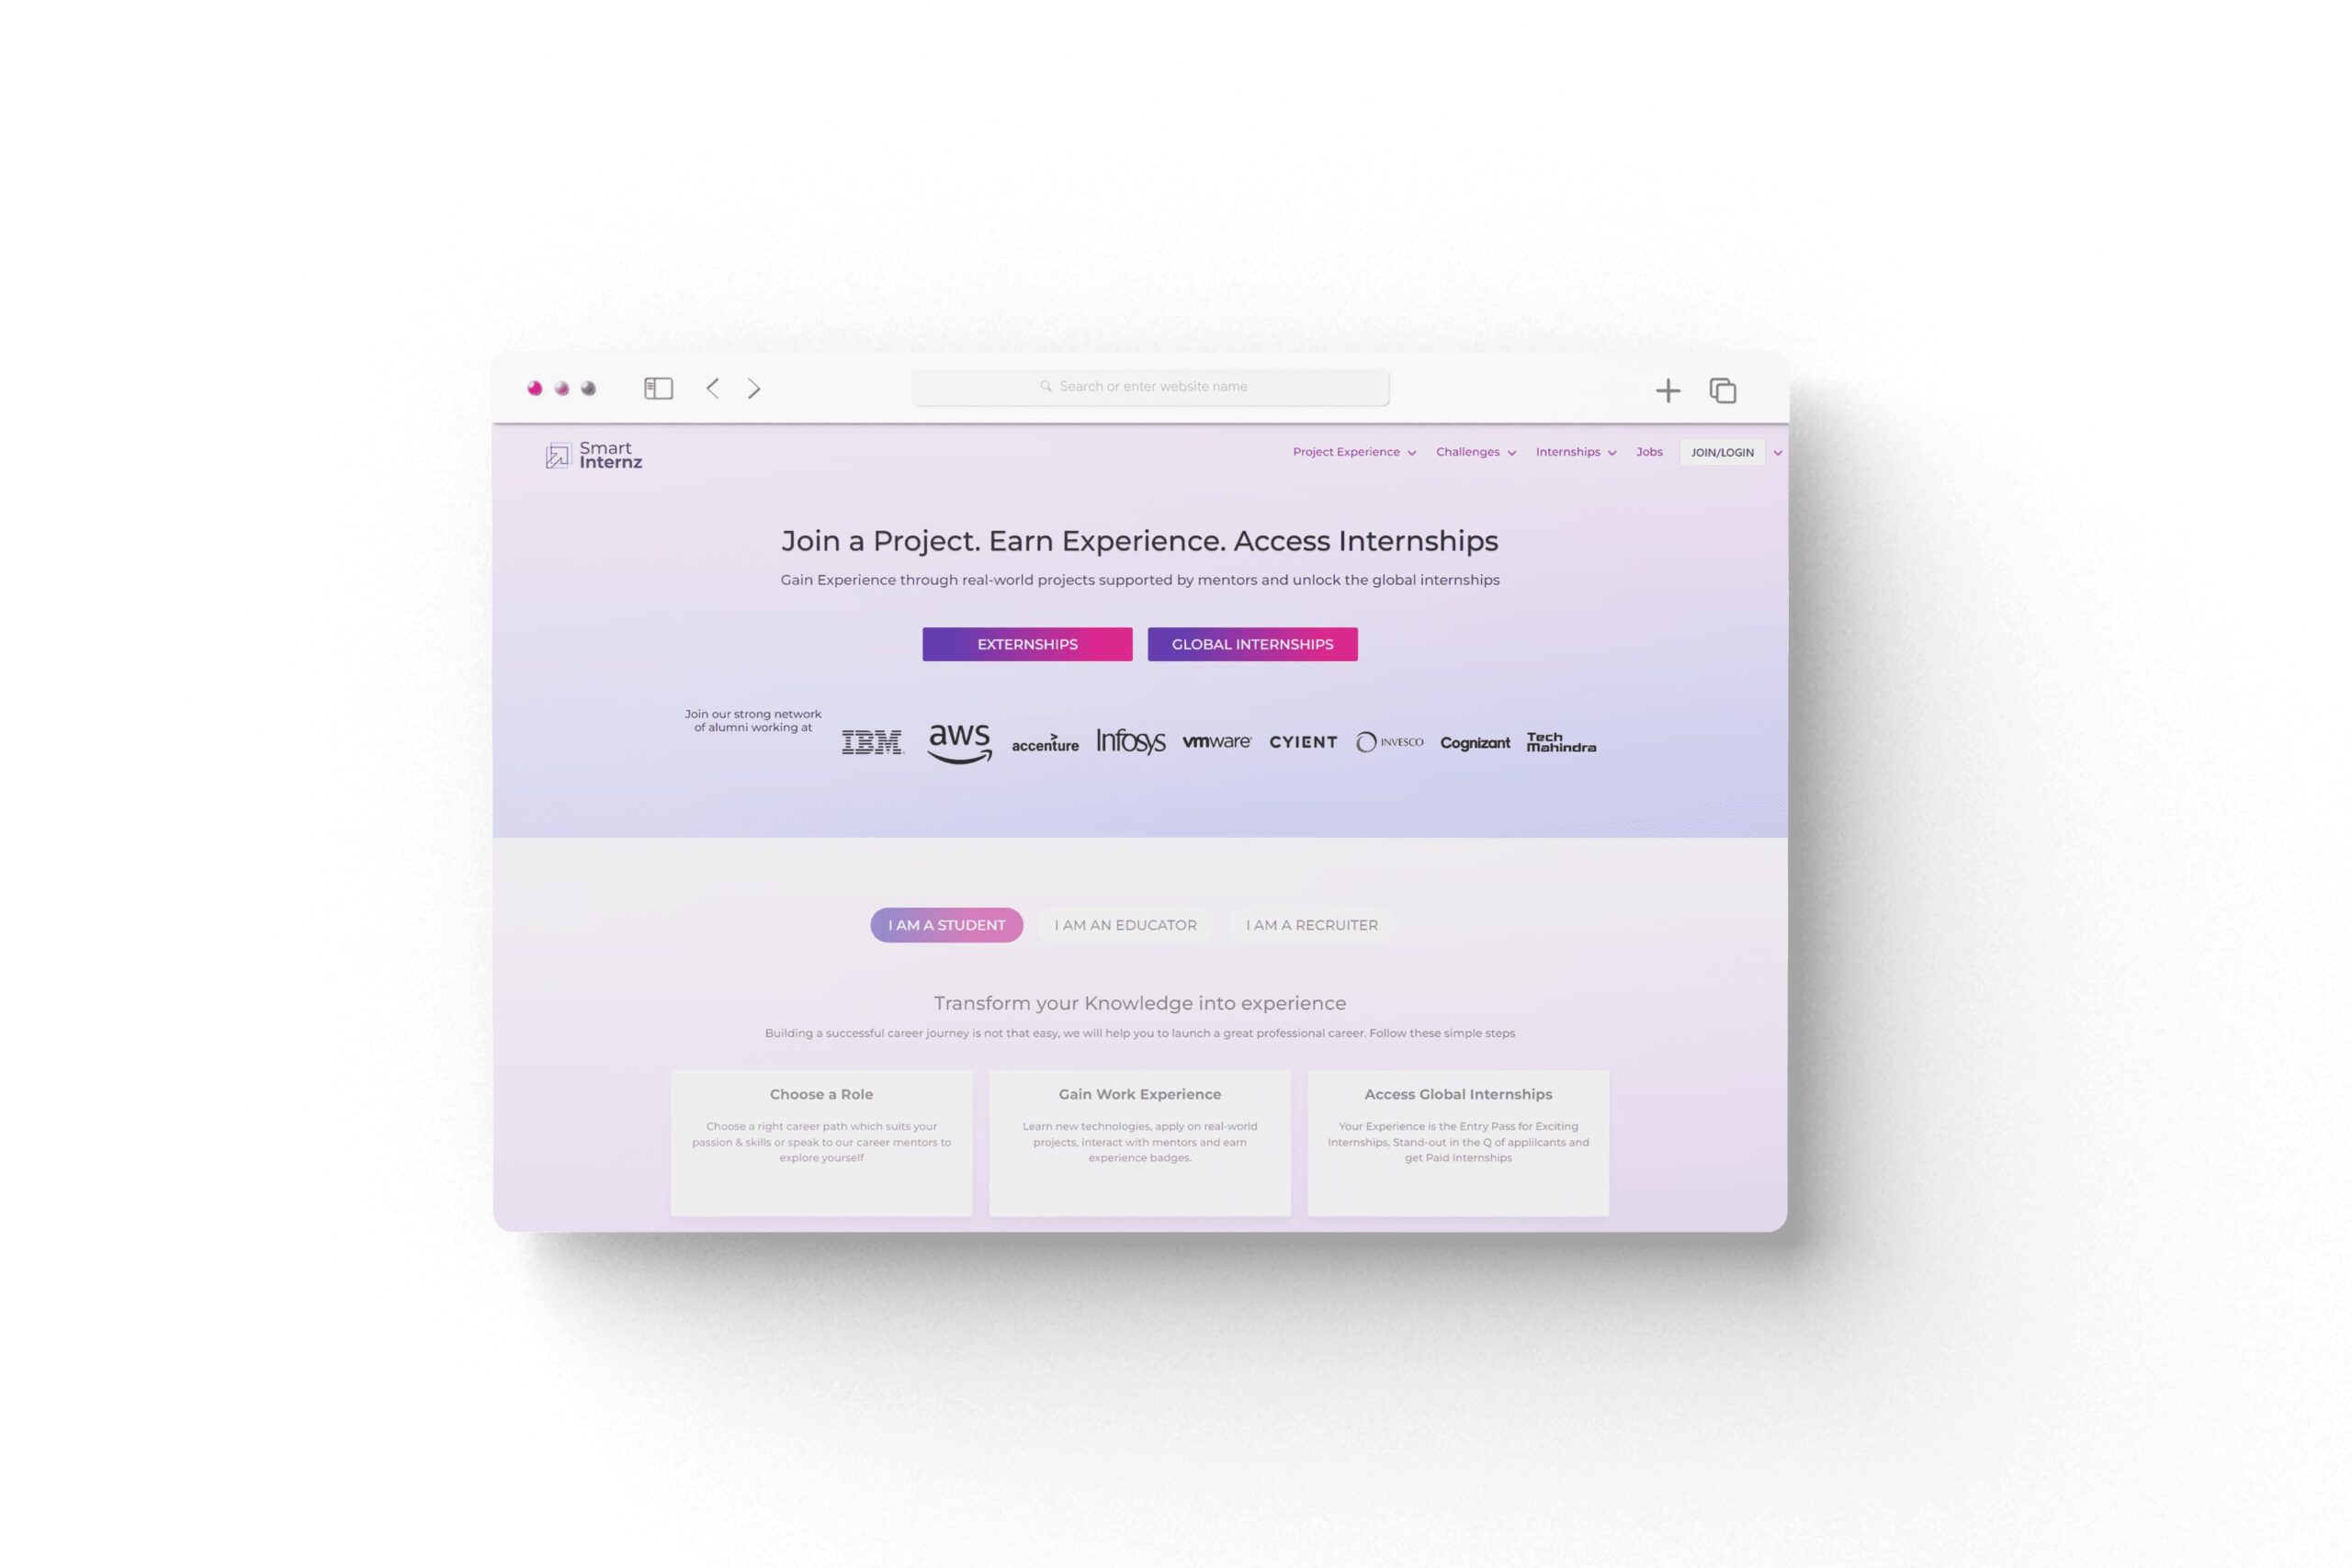 Search or enter website name
Smart
Internz
Project Experience Challenges Internships Jobs JOIN/LOGIN
Join a Project. Earn Experience. Access Internships
Gain Experience through real-world projects supported by mentors and unlock the global internships
EXTERNSHIPS GLOBAL INTERNSHIPS
Join our strong network
of alumni working at
IBM aws accenture Infosys vmware CYIENT INVESCO Cognizant Tech
Mahindra
I AM A STUDENT I AM AN EDUCATOR I AM A RECRUITER
Transform your Knowledge into experience
Building a successful career journey is not that easy, we will help you to launch a great professional career. Follow these simple steps
Choose a Role
Choose a right career path which suits your
passion & skills or speak to our career mentors to
explore yourself
Gain Work Experience
Learn new technologies, apply on real-world
projects, interact with mentors and earn
experience badges.
Access Global Internships
Your Experience is the Entry Pass for Exciting
Internships, Stand-out in the Q of applilcants and
get Paid Internships